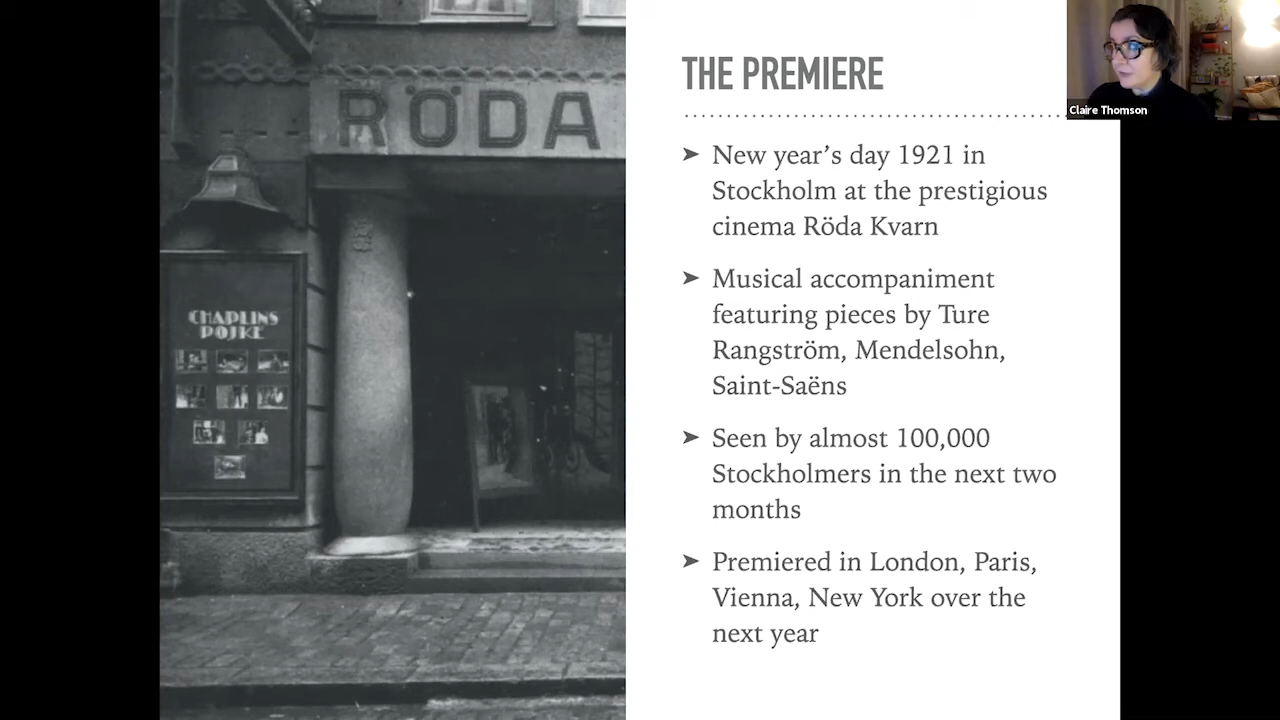 RÖDA
CHAPLINS
POJKE
THE PREMIERE
➤ New year’s day 1921 in
Stockholm at the prestigious
cinema Röda Kvarn
➤ Musical accompaniment
featuring pieces by Ture
Rangström, Mendelsohn,
Saint-Saëns
➤ Seen by almost 100,000
Stockholmers in the next two
months
➤ Premiered in London, Paris,
Vienna, New York over the
next year
Claire Thomson